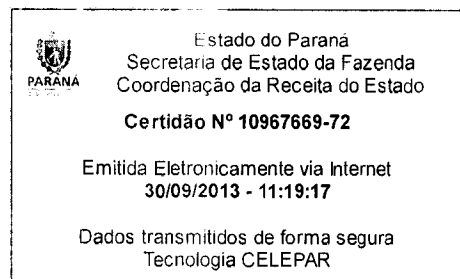 Estado do Paraná
Secretaria de Estado da Fazenda
Coordenação da Receita do Estado
PARANÁ
Certidão Nº 10967669-72
Emitida Eletronicamente via Internet
30/09/2013 - 11:19:17
Dados transmitidos de forma segura
Tecnologia CELEPAR